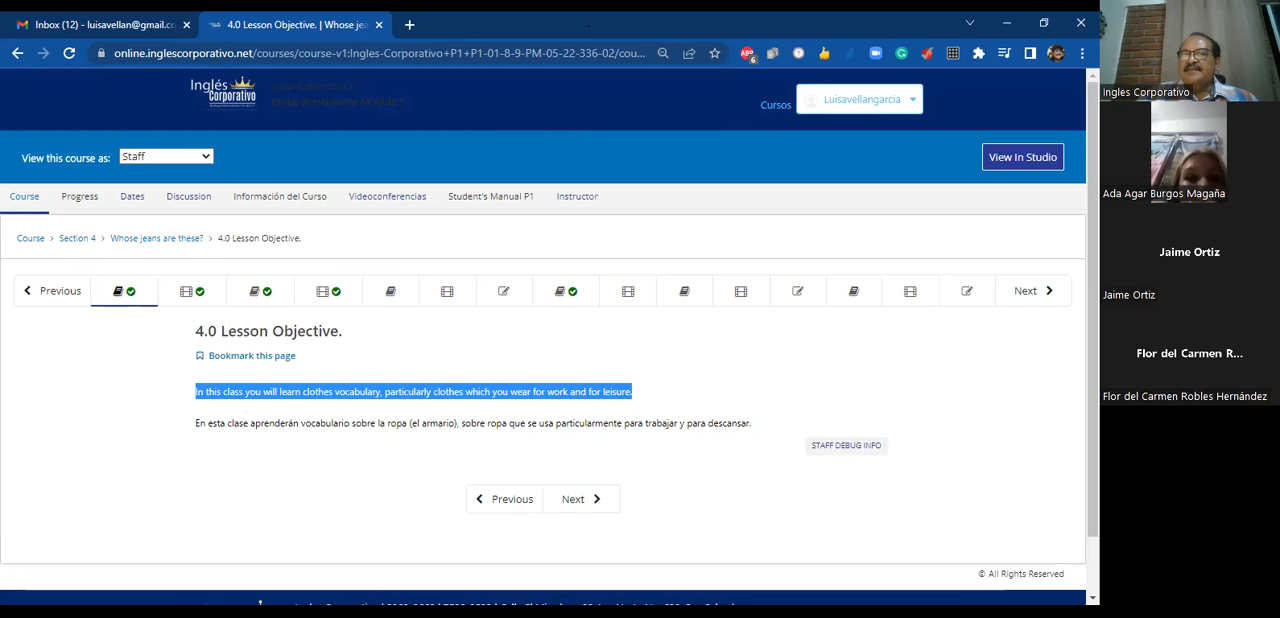 Inbox (12) - luisavellan@gmail.co
4.0 Lesson Objective. | Whose jea
online.inglescorporativo.net/courses/course-v1:Ingles-Corporativo+P1+P1-01-8-9-PM-05-22-336-02/cou...
ABP
6
Inglés
Corporativo
Cursos
Luisavellangarcia
View this course as:
Staff
View In Studio
Course
Progress
Dates
Discussion
Información del Curso
Videoconferencias
Student's Manual P1
Instructor
Course > Section 4 > Whose jeans are these? > 4.0 Lesson Objective.
Previous
Next
4.0 Lesson Objective.
Bookmark this page
In this class you will learn clothes vocabulary, particularly clothes which you wear for work and for leisure.
En esta clase aprenderán vocabulario sobre la ropa (el armario), sobre ropa que se usa particularmente para trabajar y para descansar.
STAFF DEBUG INFO
Previous
Next
© All Rights Reserved
Ingles Corporativo
Ada Agar Burgos Magaña
Jaime Ortiz
Jaime Ortiz
Flor del Carmen R...
Flor del Carmen Robles Hernández